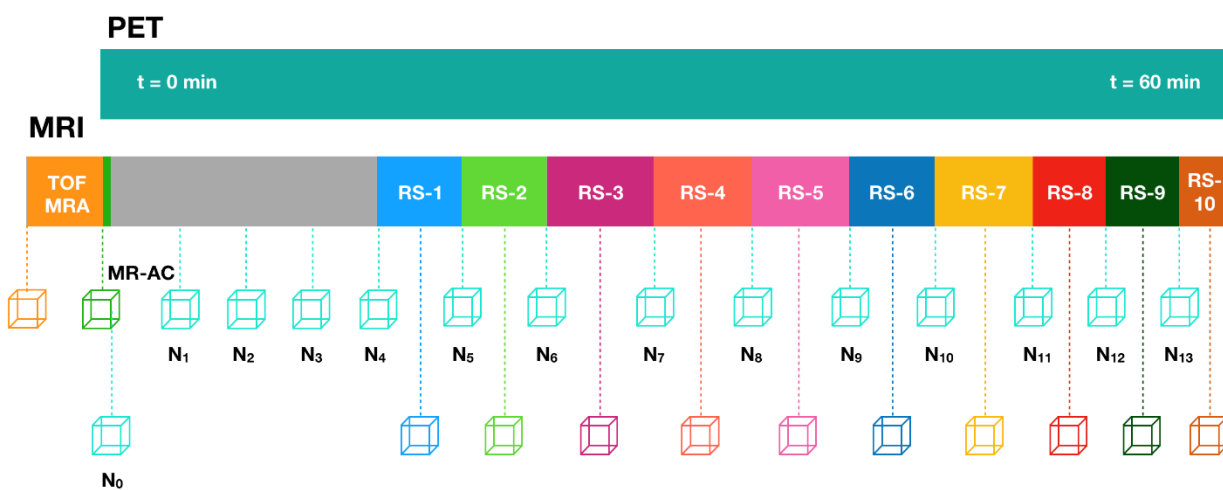 PET
t = 0 min
t = 60 min
MRI
TOF
MRA
RS-1
RS-2
RS-3
RS-4
RS-5
RS-6
RS-7
RS-8
RS-9
RS-
10
MR-AC
N₁
N₂
N₃
N₄
N₅
N₆
N₇
N₈
N₉
N₁₀
N₁₁
N₁₂
N₁₃
N₀